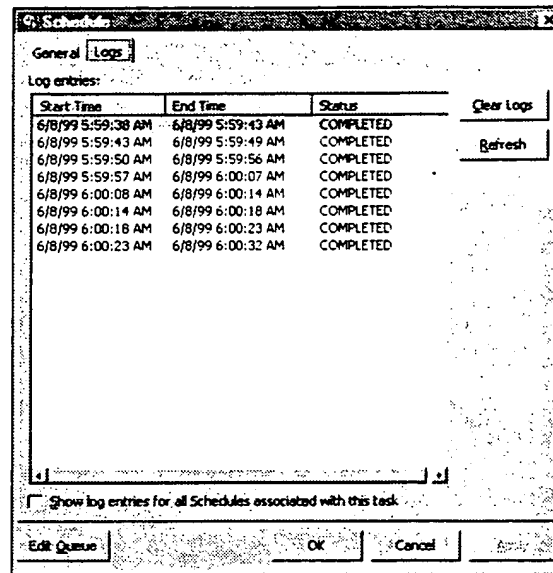 Schedule
General Logs
Log entries:
Start Time End Time Status
6/8/99 5:59:38 AM 6/8/99 5:59:43 AM COMPLETED
6/8/99 5:59:43 AM 6/8/99 5:59:49 AM COMPLETED
6/8/99 5:59:50 AM 6/8/99 5:59:56 AM COMPLETED
6/8/99 5:59:57 AM 6/8/99 6:00:07 AM COMPLETED
6/8/99 6:00:08 AM 6/8/99 6:00:14 AM COMPLETED
6/8/99 6:00:14 AM 6/8/99 6:00:18 AM COMPLETED
6/8/99 6:00:18 AM 6/8/99 6:00:23 AM COMPLETED
6/8/99 6:00:23 AM 6/8/99 6:00:32 AM COMPLETED
Clear Logs
Refresh
Show log entries for all Schedules associated with this task
Edit Queue OK Cancel